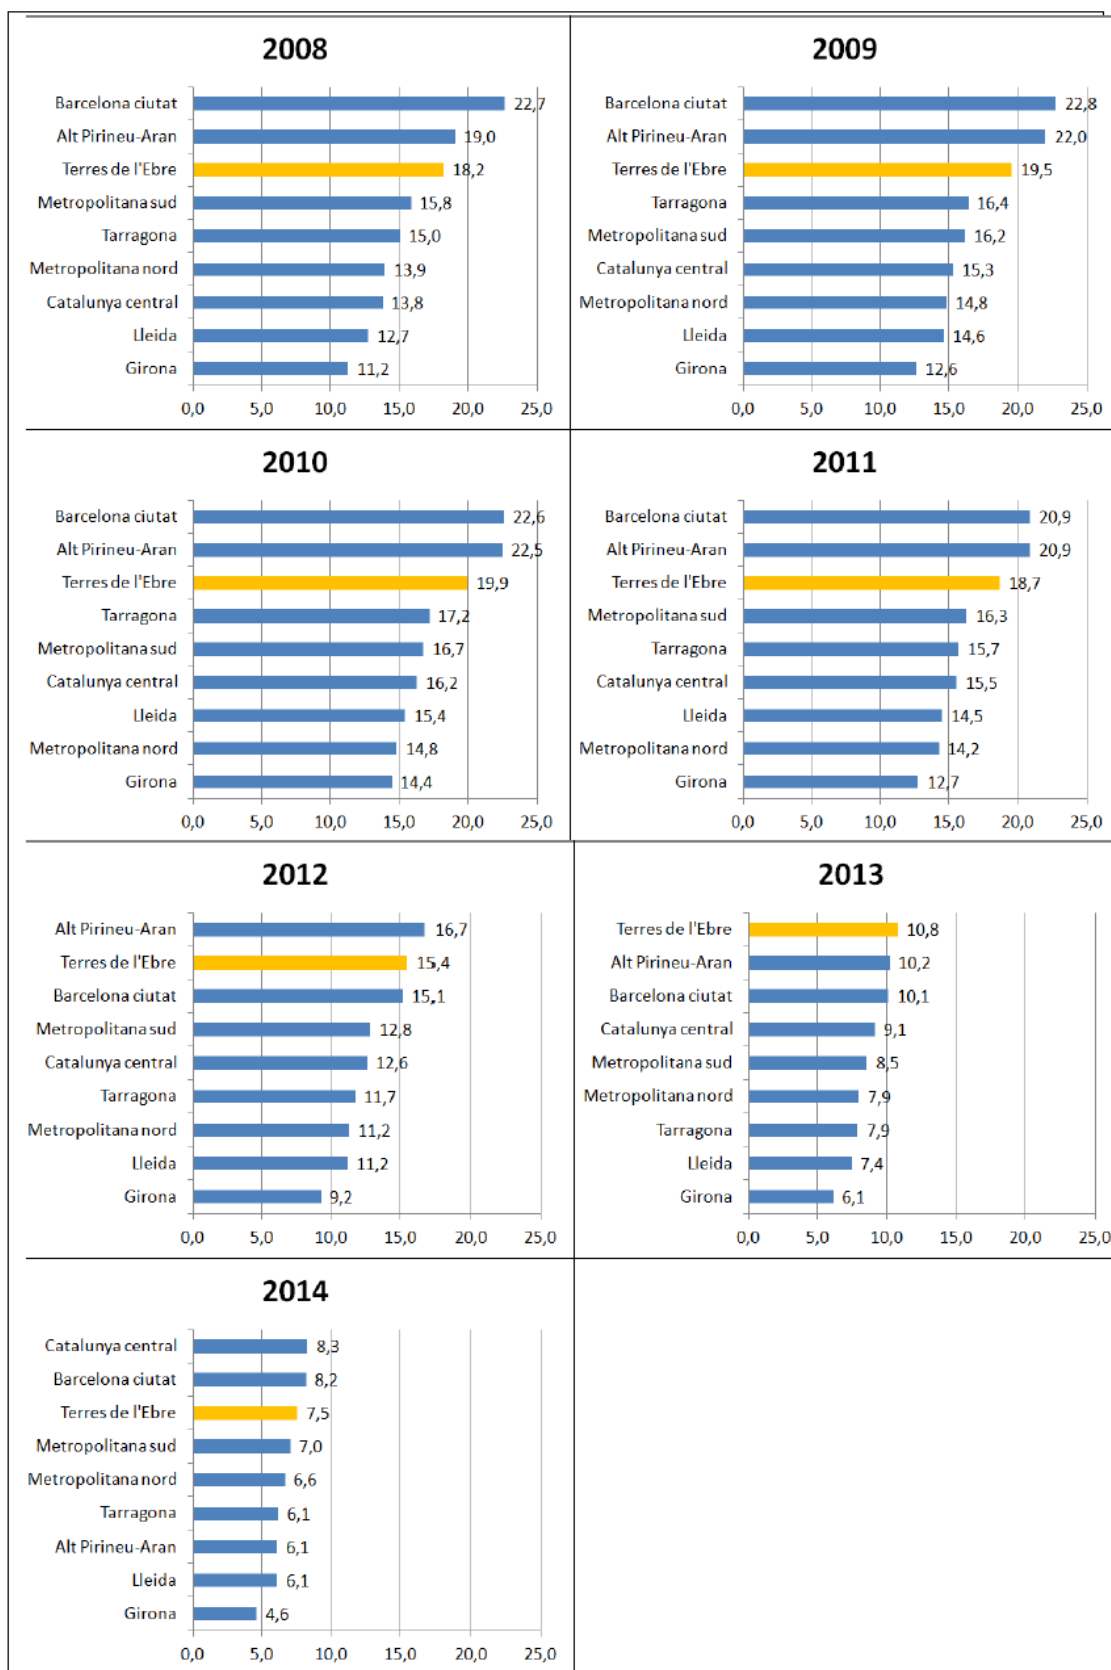 2008
Barcelona ciutat 22,7
Alt Pirineu-Aran 19,0
Terres de l'Ebre 18,2
Metropolitana sud 15,8
Tarragona 15,0
Metropolitana nord 13,9
Catalunya central 13,8
Lleida 12,7
Girona 11,2
0,0 5,0 10,0 15,0 20,0 25,0
2009
Barcelona ciutat 22,8
Alt Pirineu-Aran 22,0
Terres de l'Ebre 19,5
Tarragona 16,4
Metropolitana sud 16,2
Catalunya central 15,3
Metropolitana nord 14,8
Lleida 14,6
Girona 12,6
0,0 5,0 10,0 15,0 20,0 25,0
2010
Barcelona ciutat 22,6
Alt Pirineu-Aran 22,5
Terres de l'Ebre 19,9
Tarragona 17,2
Metropolitana sud 16,7
Catalunya central 16,2
Lleida 15,4
Metropolitana nord 14,8
Girona 14,4
0,0 5,0 10,0 15,0 20,0 25,0
2011
Barcelona ciutat 20,9
Alt Pirineu-Aran 20,9
Terres de l'Ebre 18,7
Metropolitana sud 16,3
Tarragona 15,7
Catalunya central 15,5
Lleida 14,5
Metropolitana nord 14,2
Girona 12,7
0,0 5,0 10,0 15,0 20,0 25,0
2012
Alt Pirineu-Aran 16,7
Terres de l'Ebre 15,4
Barcelona ciutat 15,1
Metropolitana sud 12,8
Catalunya central 12,6
Tarragona 11,7
Metropolitana nord 11,2
Lleida 11,2
Girona 9,2
0,0 5,0 10,0 15,0 20,0 25,0
2013
Terres de l'Ebre 10,8
Alt Pirineu-Aran 10,2
Barcelona ciutat 10,1
Catalunya central 9,1
Metropolitana sud 8,5
Metropolitana nord 7,9
Tarragona 7,9
Lleida 7,4
Girona 6,1
0,0 5,0 10,0 15,0 20,0 25,0
2014
Catalunya central 8,3
Barcelona ciutat 8,2
Terres de l'Ebre 7,5
Metropolitana sud 7,0
Metropolitana nord 6,6
Tarragona 6,1
Alt Pirineu-Aran 6,1
Lleida 6,1
Girona 4,6
0,0 5,0 10,0 15,0 20,0 25,0